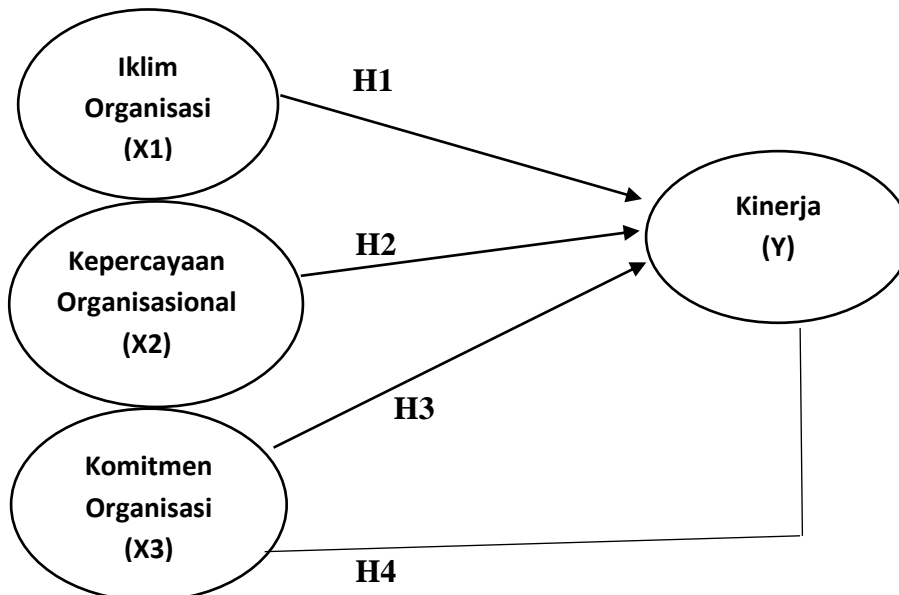 Iklim
Organisasi
(X1)
H1
Kinerja
(Y)
Kepercayaan
Organisasional
(X2)
H2
H3
Komitmen
Organisasi
(X3)
H4